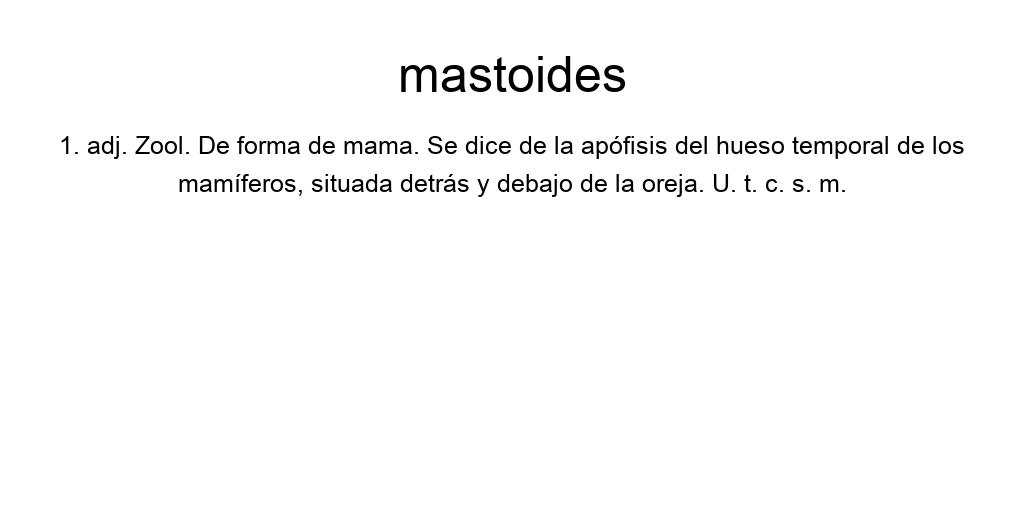 mastoides
1. adj. Zool. De forma de mama. Se dice de la apófisis del hueso temporal de los
mamíferos, situada detrás y debajo de la oreja. U. t. c. s. m.